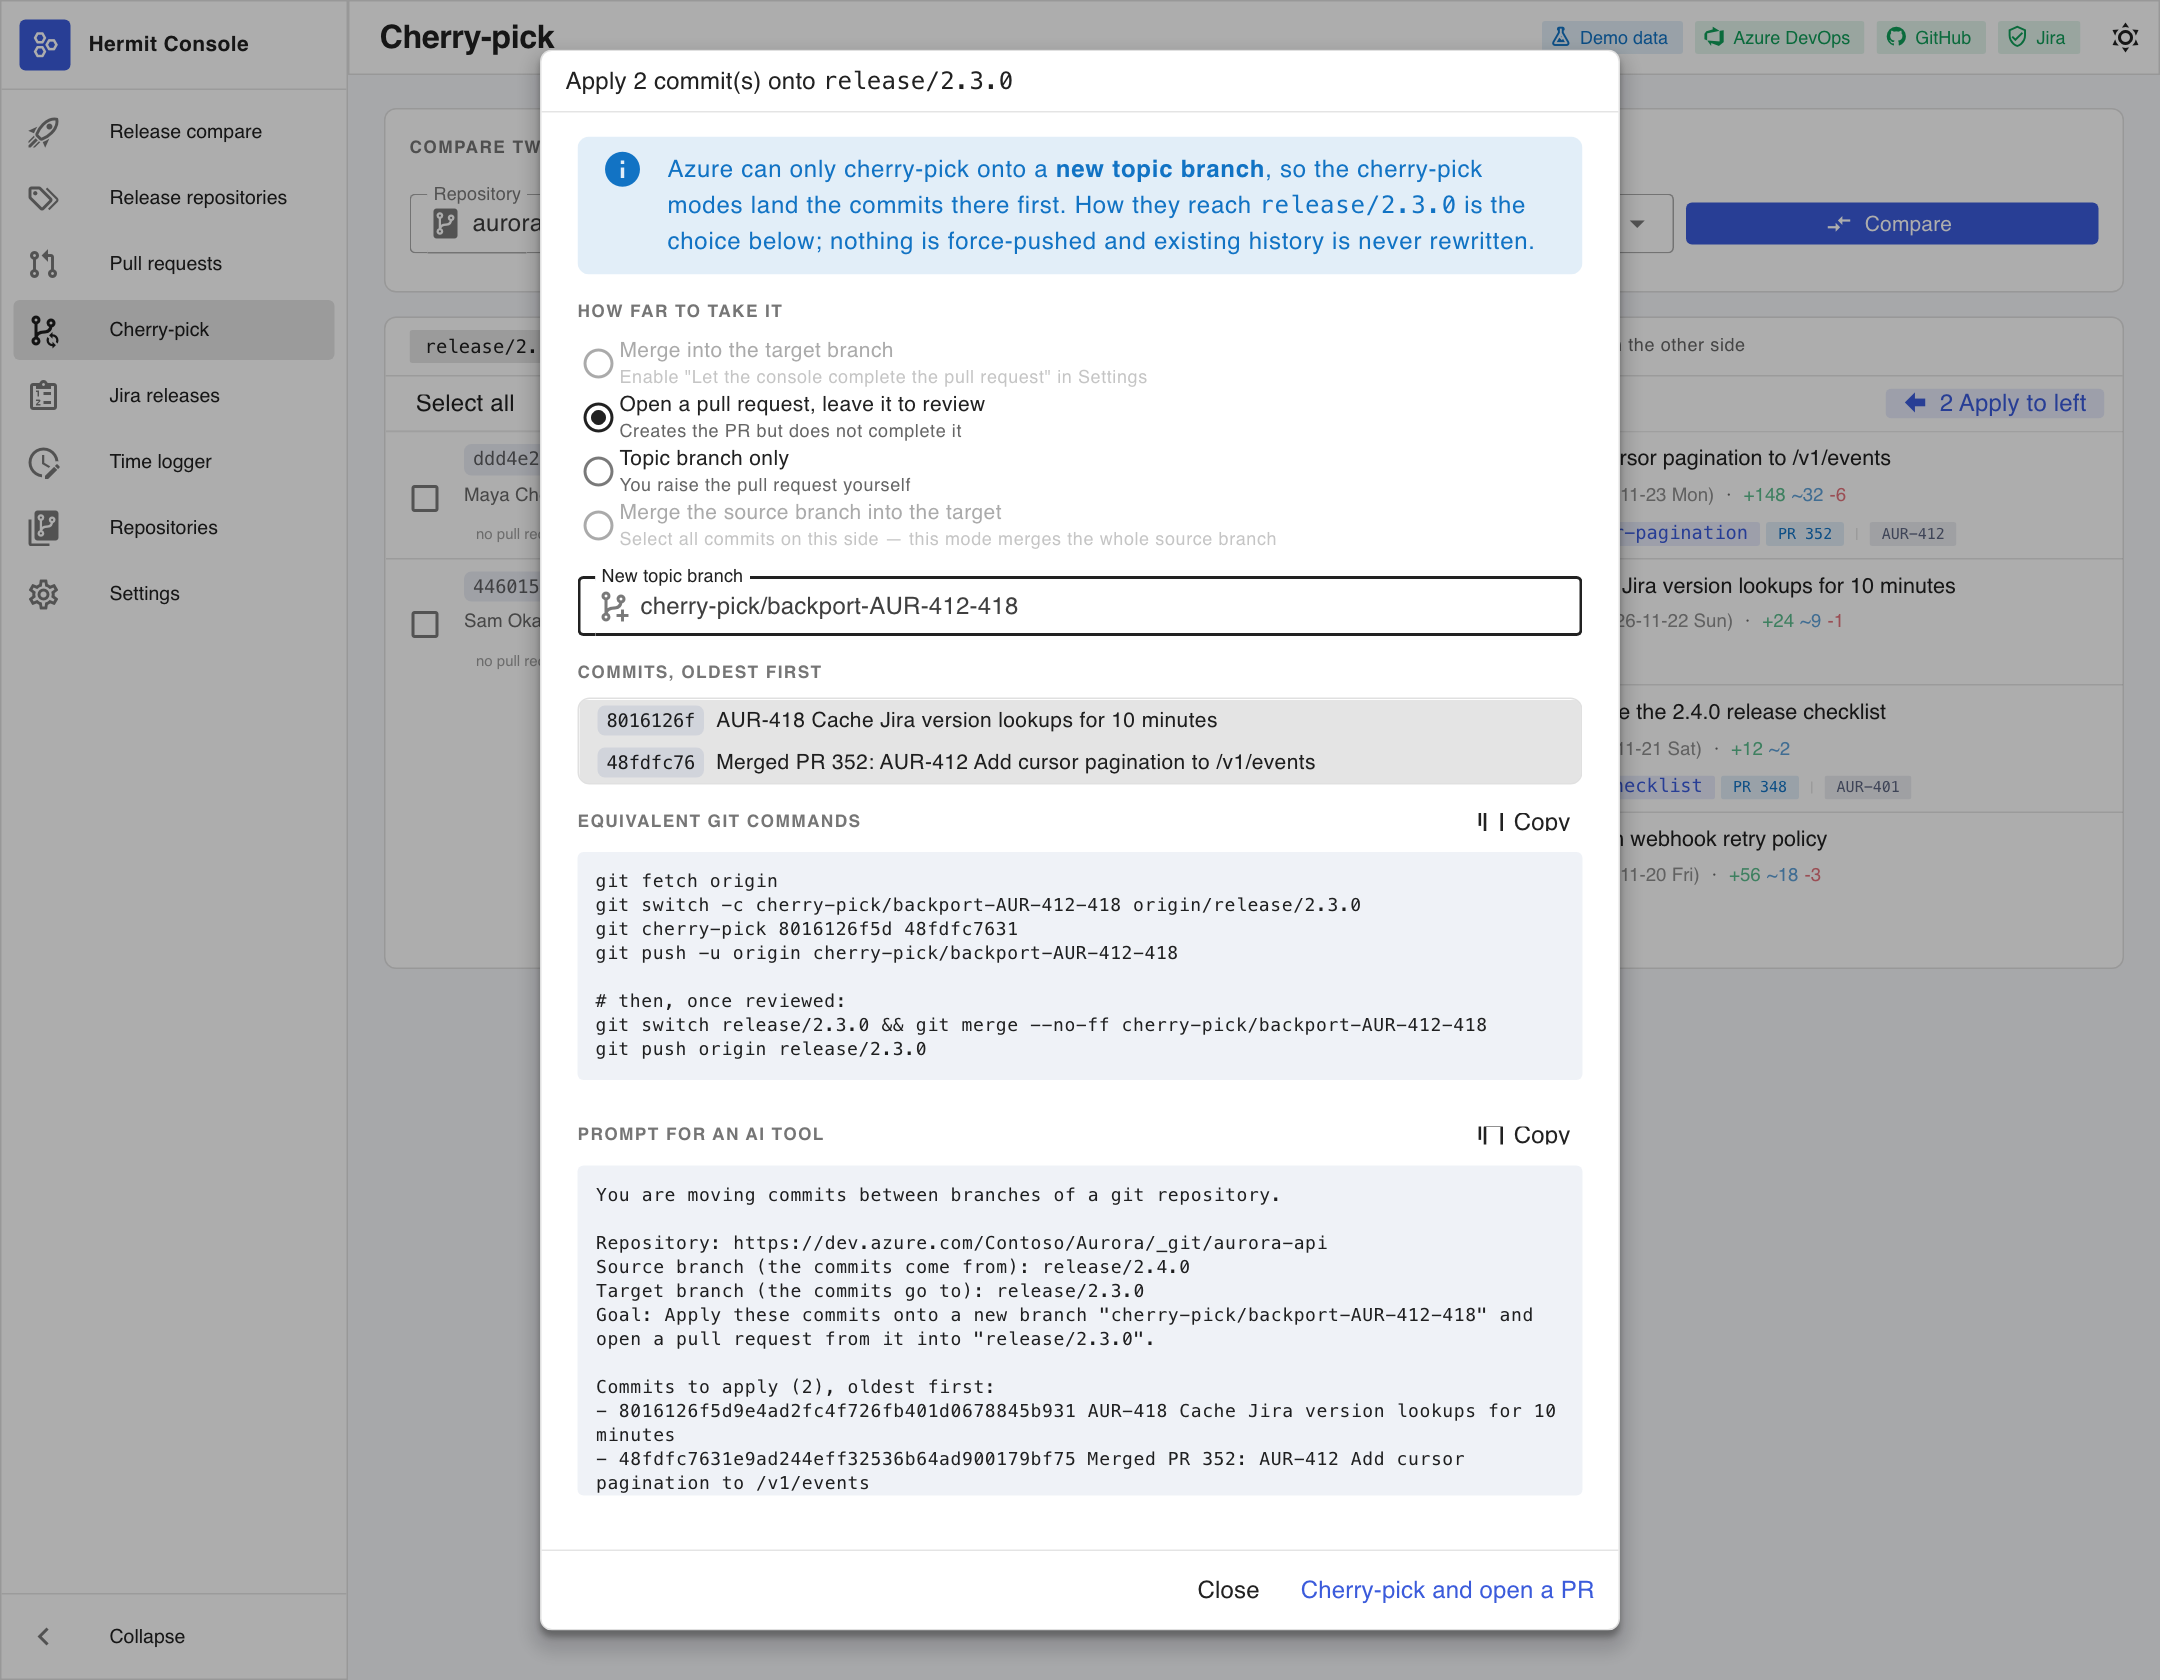 Hermit Console
Release compare
Release repositories
Pull requests
Cherry-pick
Jira releases
Time logger
Repositories
Settings
Collapse
Cherry-pick
Demo data
Azure DevOps
GitHub
Jira
COMPARE TW
Repository
aurora
Compare
release/2.
the other side
Select all
2 Apply to left
ddd4e2
Maya Ch
no pull re
446015
Sam Oka
no pull re
rsor pagination to /v1/events
11-23 Mon) · +148 ~32 -6
-pagination PR 352 | AUR-412
Jira version lookups for 10 minutes
26-11-22 Sun) · +24 ~9 -1
e the 2.4.0 release checklist
11-21 Sat) · +12 ~2
ecklist PR 348 | AUR-401
webhook retry policy
11-20 Fri) · +56 ~18 -3
Apply 2 commit(s) onto release/2.3.0
Azure can only cherry-pick onto a new topic branch, so the cherry-pick
modes land the commits there first. How they reach release/2.3.0 is the
choice below; nothing is force-pushed and existing history is never rewritten.
HOW FAR TO TAKE IT
Merge into the target branch
Enable "Let the console complete the pull request" in Settings
Open a pull request, leave it to review
Creates the PR but does not complete it
Topic branch only
You raise the pull request yourself
Merge the source branch into the target
Select all commits on this side — this mode merges the whole source branch
New topic branch
cherry-pick/backport-AUR-412-418
COMMITS, OLDEST FIRST
8016126f AUR-418 Cache Jira version lookups for 10 minutes
48fdfc76 Merged PR 352: AUR-412 Add cursor pagination to /v1/events
EQUIVALENT GIT COMMANDS
Copy
git fetch origin
git switch -c cherry-pick/backport-AUR-412-418 origin/release/2.3.0
git cherry-pick 8016126f5d 48fdfc7631
git push -u origin cherry-pick/backport-AUR-412-418
# then, once reviewed:
git switch release/2.3.0 && git merge --no-ff cherry-pick/backport-AUR-412-418
git push origin release/2.3.0
PROMPT FOR AN AI TOOL
Copy
You are moving commits between branches of a git repository.
Repository: https://dev.azure.com/Contoso/Aurora/_git/aurora-api
Source branch (the commits come from): release/2.4.0
Target branch (the commits go to): release/2.3.0
Goal: Apply these commits onto a new branch "cherry-pick/backport-AUR-412-418" and
open a pull request from it into "release/2.3.0".
Commits to apply (2), oldest first:
- 8016126f5d9e4ad2fc4f726fb401d0678845b931 AUR-418 Cache Jira version lookups for 10
minutes
- 48fdfc7631e9ad244eff32536b64ad900179bf75 Merged PR 352: AUR-412 Add cursor
pagination to /v1/events
Close
Cherry-pick and open a PR